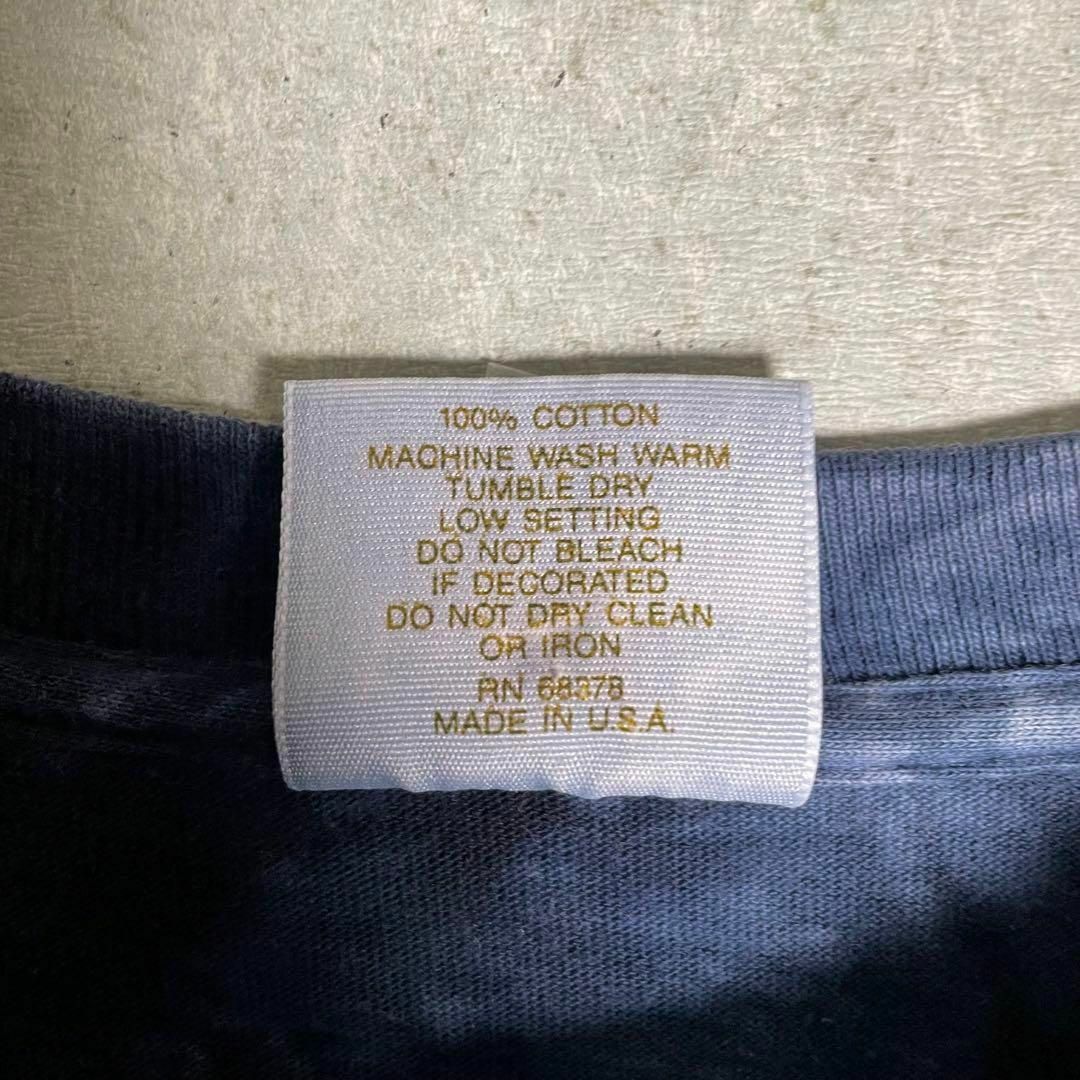 100% COTTON
MACHINE WASH WARM
TUMBLE DRY
LOW SETTING
DO NOT BLEACH
IF DECORATED
DO NOT DRY CLEAN
OR IRON
RN 68378
MADE IN U.S.A.